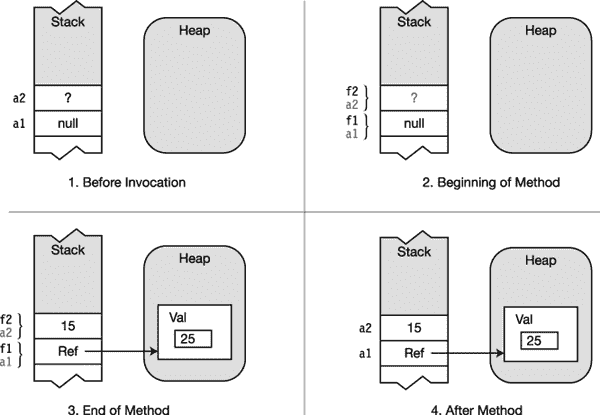 Stack
Heap
a2 ?
a1 null
1. Before Invocation
Stack
Heap
f2
a2
?
f1
a1
null
2. Beginning of Method
Stack
Heap
f2
a2
15
f1
a1
Ref
Val
25
3. End of Method
Stack
Heap
a2 15
a1 Ref
Val
25
4. After Method